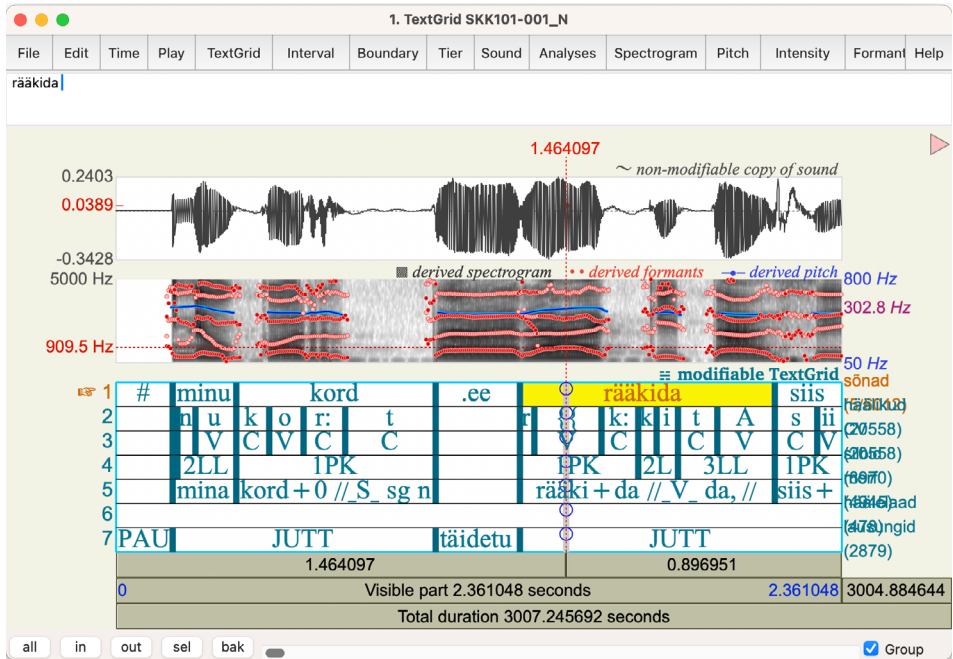 1. TextGrid SKK101-001_N
File Edit Time Play TextGrid Interval Boundary Tier Sound Analyses Spectrogram Pitch Intensity Formant Help
rääkida
1.464097
~ non-modifiable copy of sound
0.2403
0.0389
-0.3428
derived spectrogram derived formants derived pitch
5000 Hz 800 Hz
302.8 Hz
909.5 Hz
50 Hz
modifiable TextGrid
sõnad
1 # minu kord .ee rääkida siis
2 n u k o r: t r k: k i t A s ii
(20558)
3 V C V C C V C C V C V C V
(20558)
4 2LL 1PK 1PK 2L 3LL 1PK
5 mina kord+0 //_S_ sg n rääki+da //_V_ da, // siis+
6
7 PAU JUTT täidetu JUTT
(2879)
1.464097 0.896951
0 Visible part 2.361048 seconds 2.361048 3004.884644
Total duration 3007.245692 seconds
all in out sel bak Group